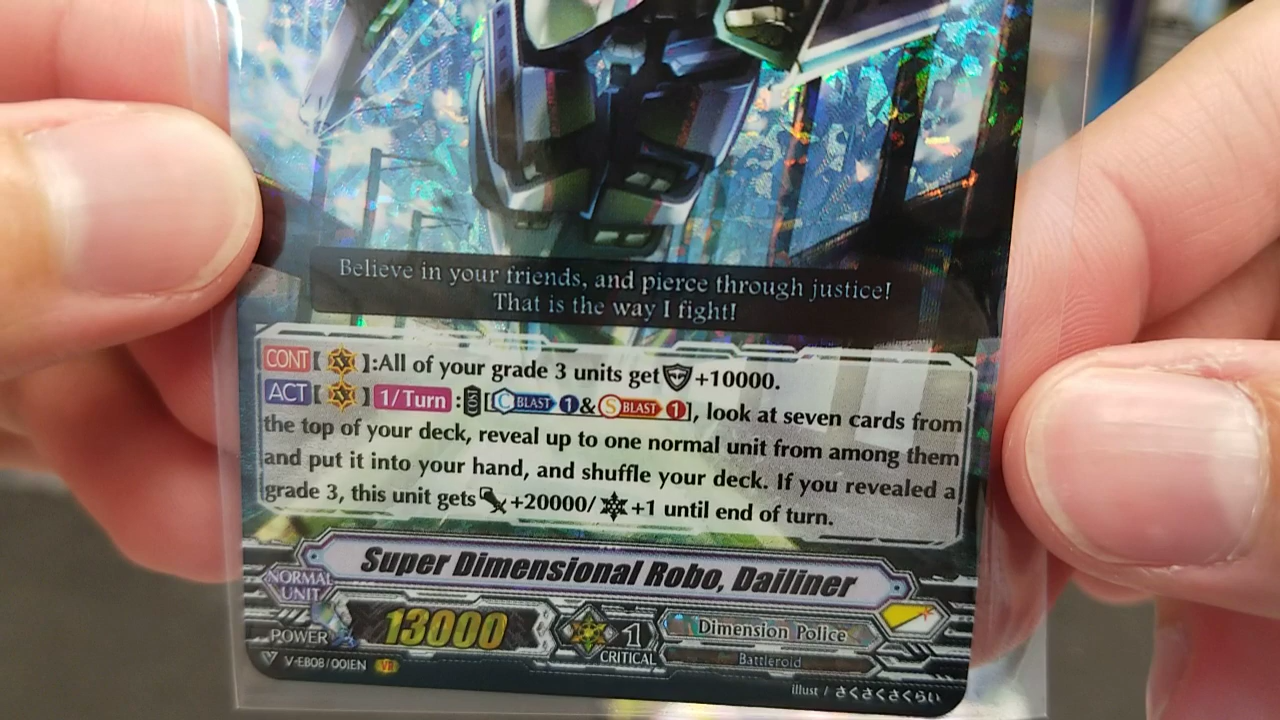 Believe in your friends, and pierce through justice!
That is the way I fight!
CONT[ V ]:All of your grade 3 units get +10000.
ACT[ V ] 1/Turn : COST [C BLAST 1 & S BLAST 1], look at seven cards from
the top of your deck, reveal up to one normal unit from among them
and put it into your hand, and shuffle your deck. If you revealed a
grade 3, this unit gets +20000/ +1 until end of turn.
Super Dimensional Robo, Dailiner
NORMAL UNIT
POWER 13000
1 CRITICAL
Dimension Police
Battleroid
V V-EB08/001EN VR
illust / さくさくさくらい